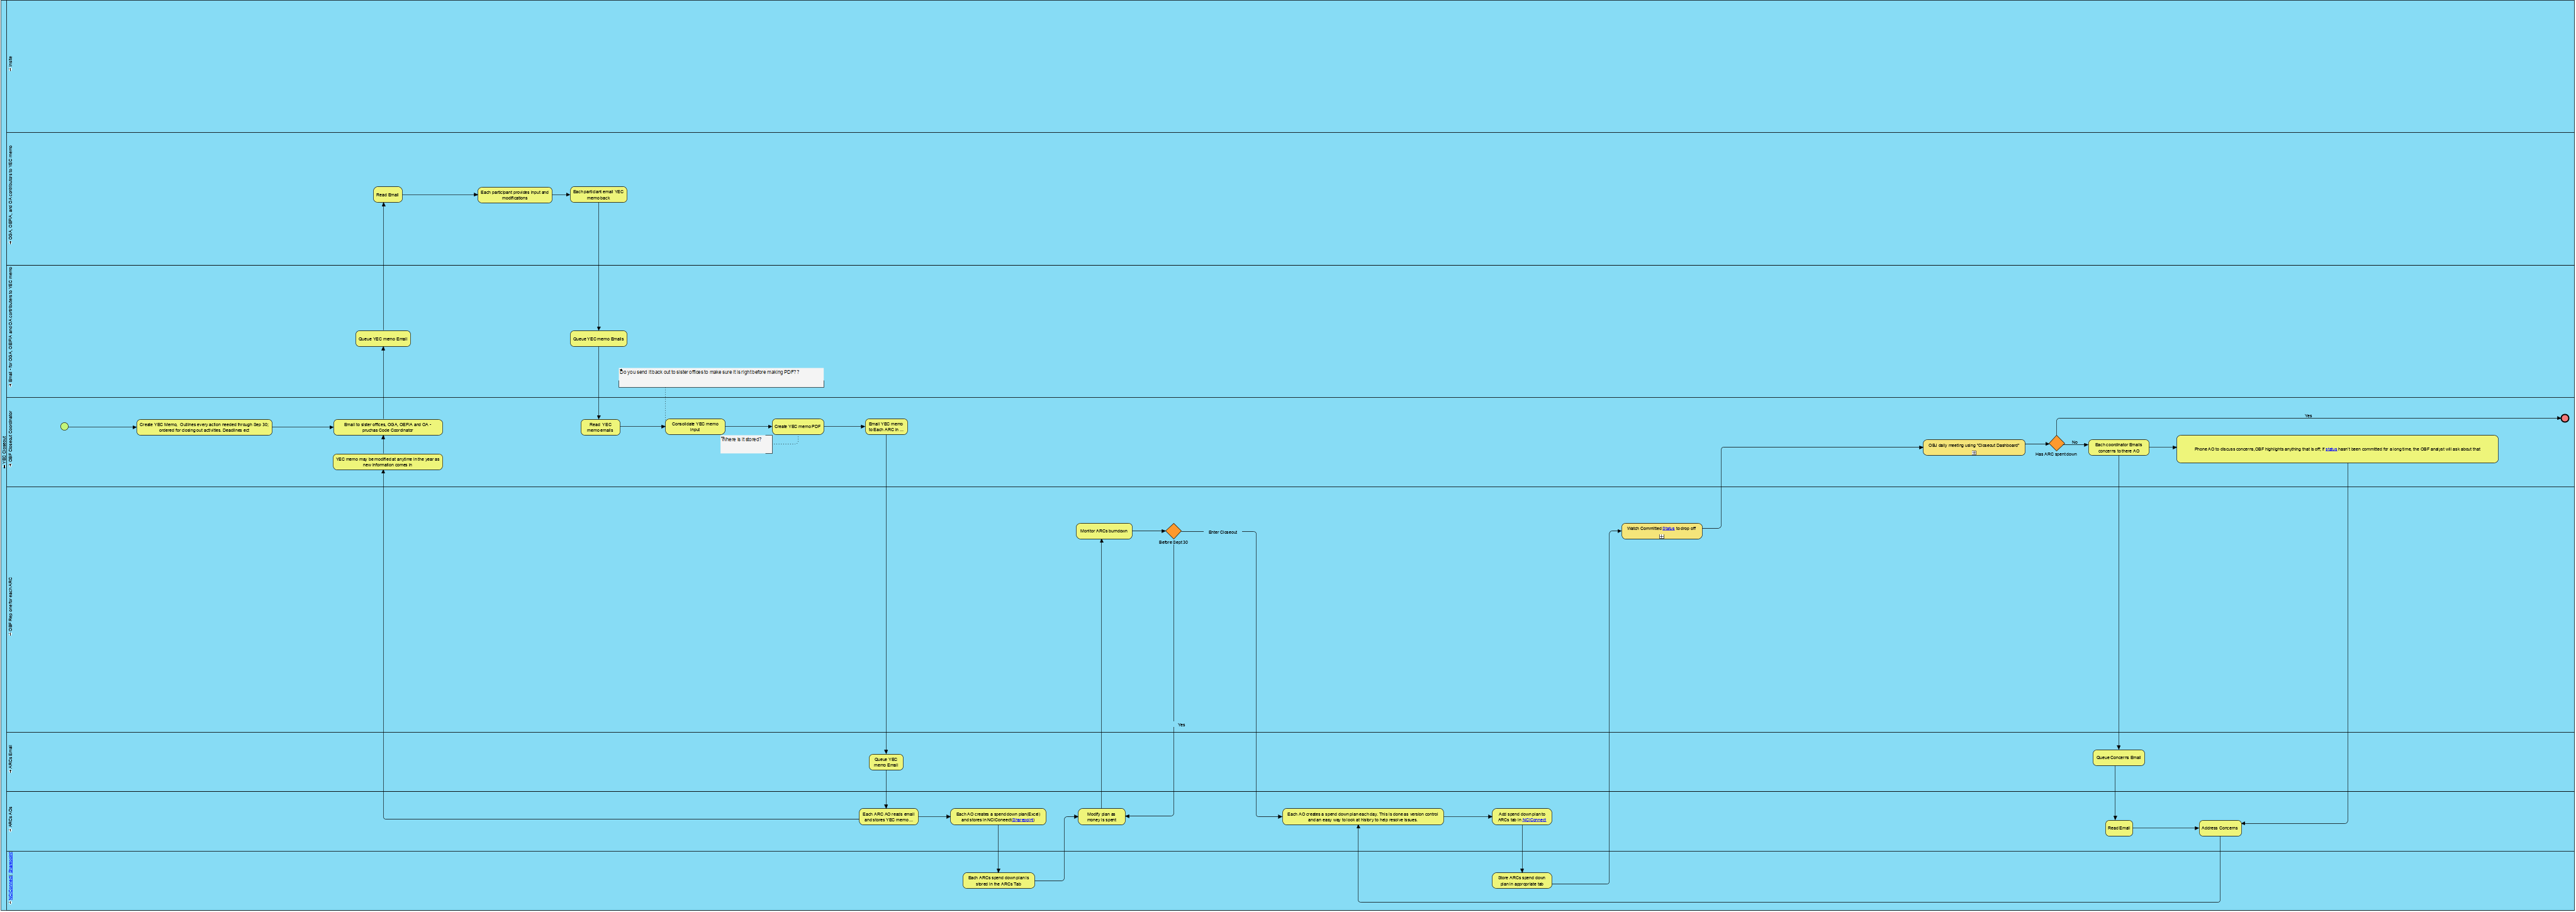 Read Email
Each participant provides input and
modifications
Each participant email YEC
memo back
OGA, OBFIA, and OA contributors to YEC memo
Email - for OGA, OBFIA, and OA contributors to YEC memo
Queue YEC memo Email
Queue YEC memo Emails
Do you send it back out to sister offices to make sure it is right before making PDF??
YEC Closeout
OBF Closeout Coordinator
Create YEC Memo, Outlines every action needed through Sep 30;
ordered for closing out activities. Deadlines ect
Email to sister offices, OGA, OBFIA and OA -
pruchas Code Coordinator
YEC memo may be modified at anytime in the year as
new information comes in
Read YEC
memo emails
Consolidate YEC memo
Input
Create YEC memo PDF
Email YEC memo
to Each ARC in ...
Where is it stored?
OBJ daily meeting using "Closeout Dashboard"
Has ARC spent down
Yes
No
Each coordinator Emails
concerns to there AO
Phone AO to discuss concerns,OBF highlights anything that is off; if status hasn't been committed for a long time, the OBF analyst will ask about that
OBF Rep one for each ARC
Monitor ARCs burndown
Before Sept 30
Enter Closeout
Yes
Watch Committed Status to drop off
ARCs Email
Queue YEC
memo Email
Queue Concerns Email
ARCs AOs
Each ARC AO reads email
and stores YEC memo ...
Each AO creates a spend down plan(Excel)
and stores in NCIConnect(Sharepoint)
Modify plan as
money is spent
Each AO creates a spend down plan each day. This is done as version control
and an easy way to look at history to help resolve issues.
Add spend down plan to
ARCs tab in NCIConnect
Read Email
Address Concerns
NCIConnect Sharepoint
Each ARCs spend down plan is
stored in the ARCs Tab
Store ARCs spend down
plan in appropriate tab